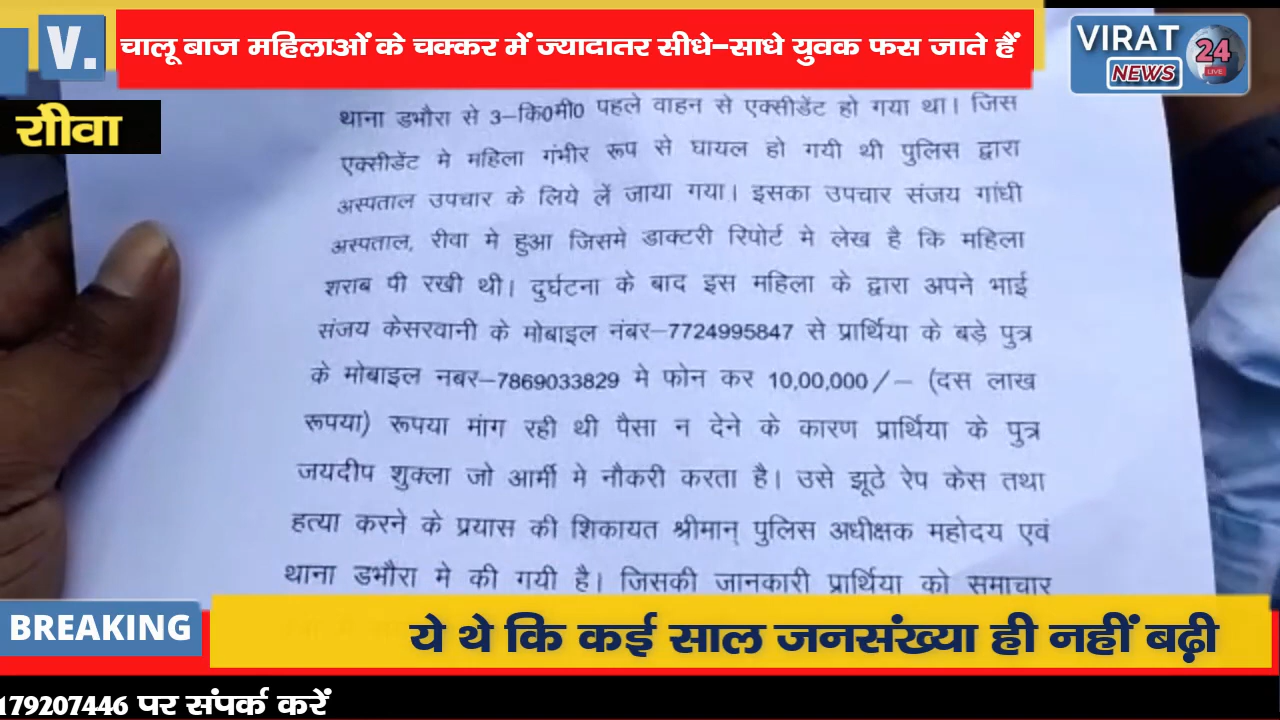 V.
चालू बाज महिलाओं के चक्कर में ज्यादातर सीधे-साधे युवक फस जाते हैं
VIRAT
NEWS
24
LIVE
रीवा
थाना डभौरा से 3–कि0मी0 पहले वाहन से एक्सीडेंट हो गया था। जिस
एक्सीडेंट मे महिला गंभीर रूप से घायल हो गयी थी पुलिस द्वारा
अस्पताल उपचार के लिये लें जाया गया। इसका उपचार संजय गांधी
अस्पताल, रीवा मे हुआ जिसमे डाक्टरी रिपोर्ट मे लेख है कि महिला
शराब पी रखी थी। दुर्घटना के बाद इस महिला के द्वारा अपने भाई
संजय केसरवानी के मोबाइल नंबर–7724995847 से प्रार्थिया के बड़े पुत्र
के मोबाइल नबर–7869033829 मे फोन कर 10,00,000/– (दस लाख
रूपया) रूपया मांग रही थी पैसा न देने के कारण प्रार्थिया के पुत्र
जयदीप शुक्ला जो आर्मी मे नौकरी करता है। उसे झूठे रेप केस तथा
हत्या करने के प्रयास की शिकायत श्रीमान् पुलिस अधीक्षक महोदय एवं
थाना डभौरा मे की गयी है। जिसकी जानकारी प्रार्थिया को समाचार
BREAKING
ये थे कि कई साल जनसंख्या ही नहीं बढ़ी
179207446 पर संपर्क करें